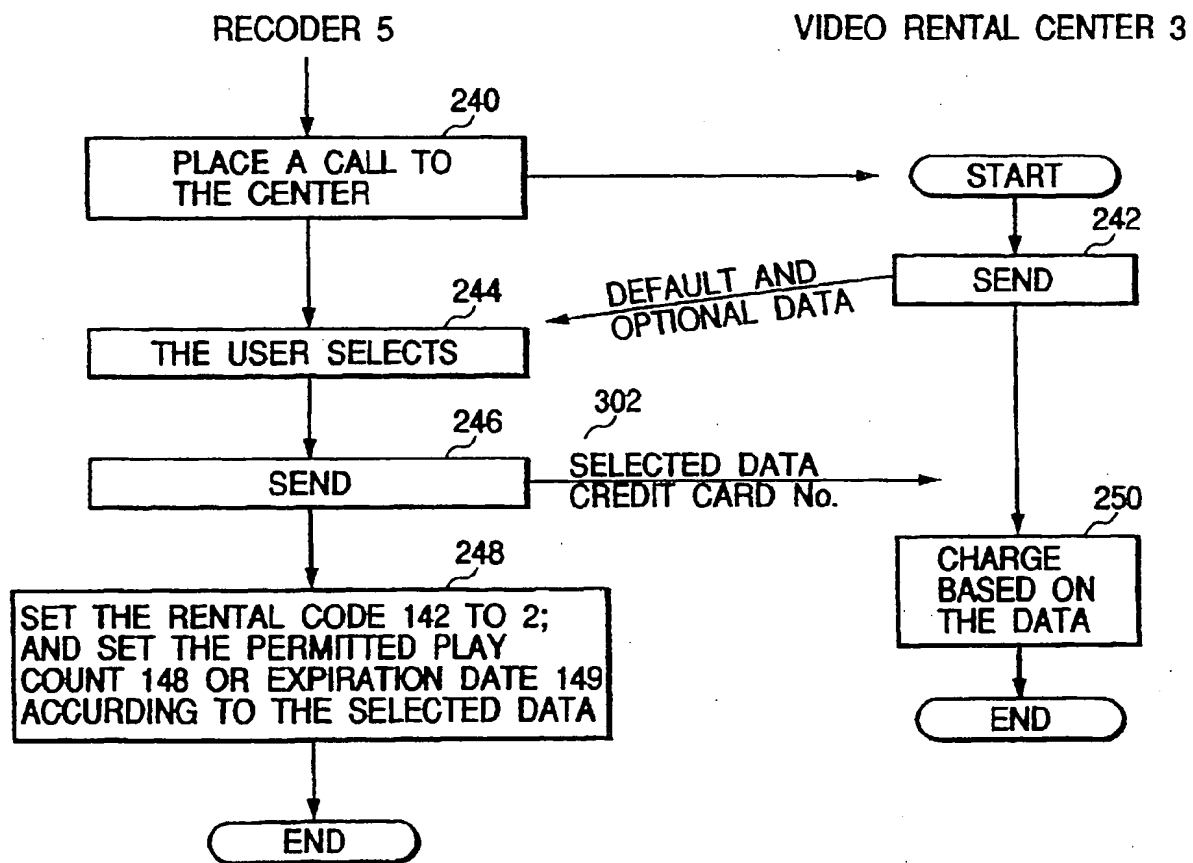 RECODER 5
VIDEO RENTAL CENTER 3
240
PLACE A CALL TO
THE CENTER
START
242
SEND
DEFAULT AND
OPTIONAL DATA
244
THE USER SELECTS
246
SEND
302
SELECTED DATA
CREDIT CARD No.
250
CHARGE
BASED ON
THE DATA
END
248
SET THE RENTAL CODE 142 TO 2;
AND SET THE PERMITTED PLAY
COUNT 148 OR EXPIRATION DATE 149
ACCURDING TO THE SELECTED DATA
END